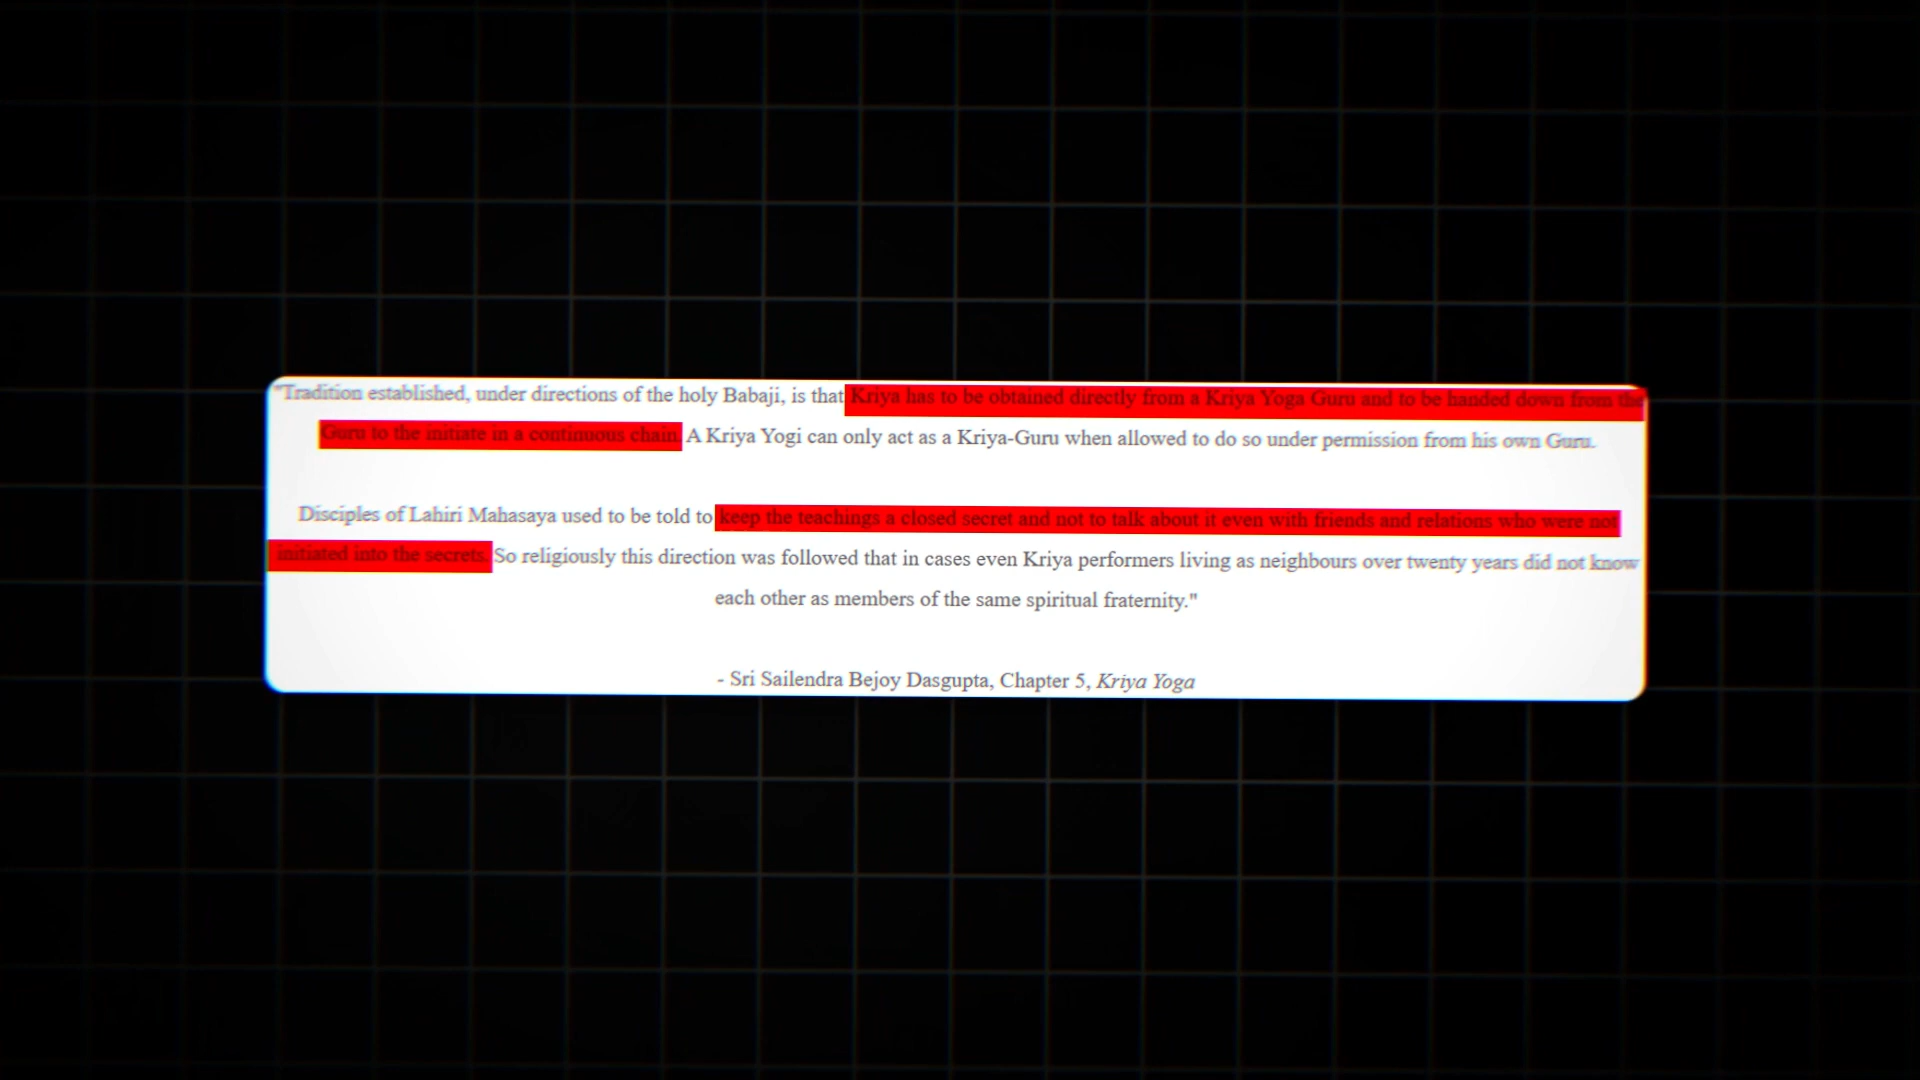 "Tradition established, under directions of the holy Babaji, is that Kriya has to be obtained directly from a Kriya Yoga Guru and to be handed down from the
Guru to the initiate in a continuous chain. A Kriya Yogi can only act as a Kriya-Guru when allowed to do so under permission from his own Guru.
Disciples of Lahiri Mahasaya used to be told to keep the teachings a closed secret and not to talk about it even with friends and relations who were not
initiated into the secrets. So religiously this direction was followed that in cases even Kriya performers living as neighbours over twenty years did not know
each other as members of the same spiritual fraternity."
- Sri Sailendra Bejoy Dasgupta, Chapter 5, Kriya Yoga